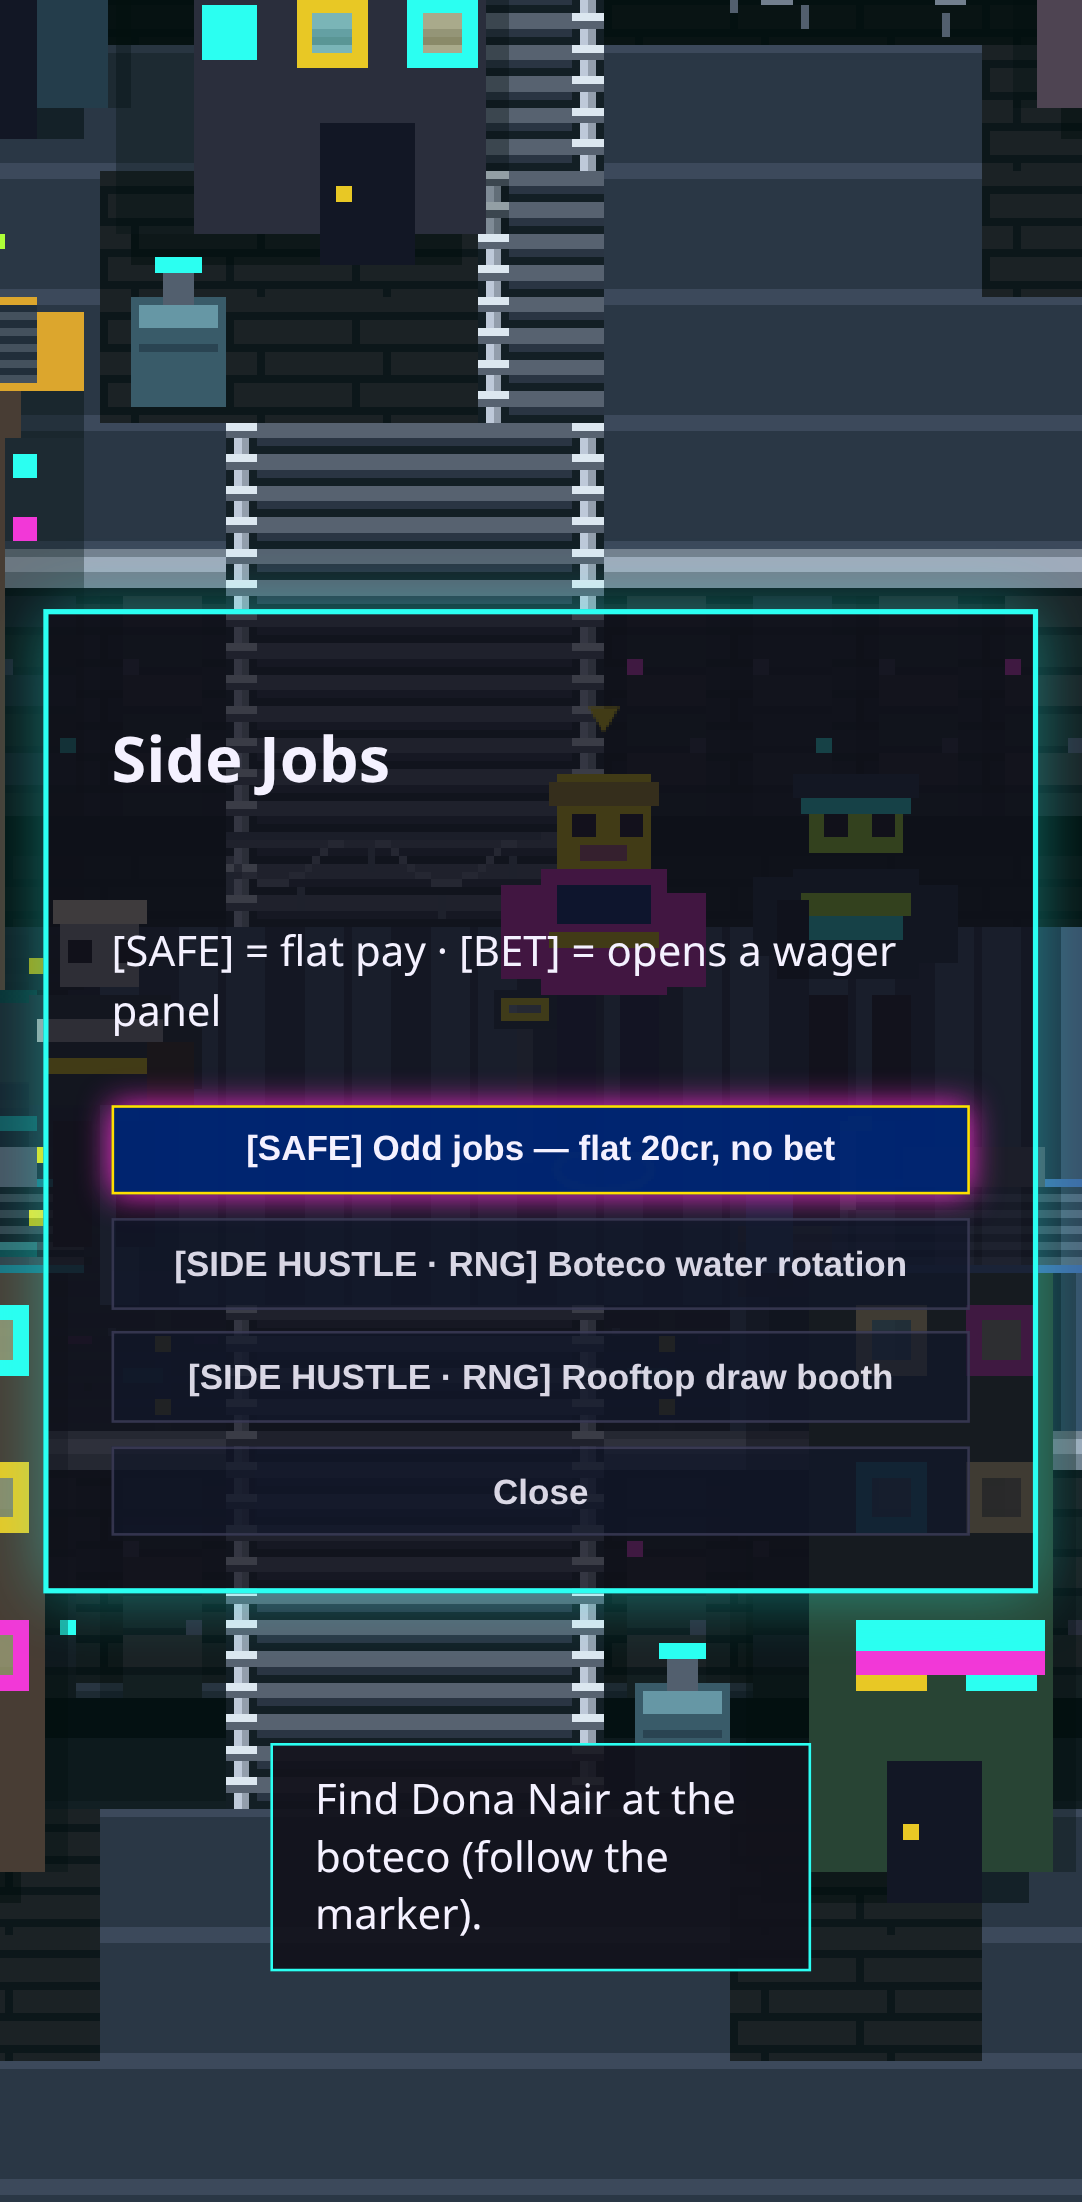 Side Jobs
[SAFE] = flat pay · [BET] = opens a wager
panel
[SAFE] Odd jobs — flat 20cr, no bet
[SIDE HUSTLE · RNG] Boteco water rotation
[SIDE HUSTLE · RNG] Rooftop draw booth
Close
Find Dona Nair at the
boteco (follow the
marker).